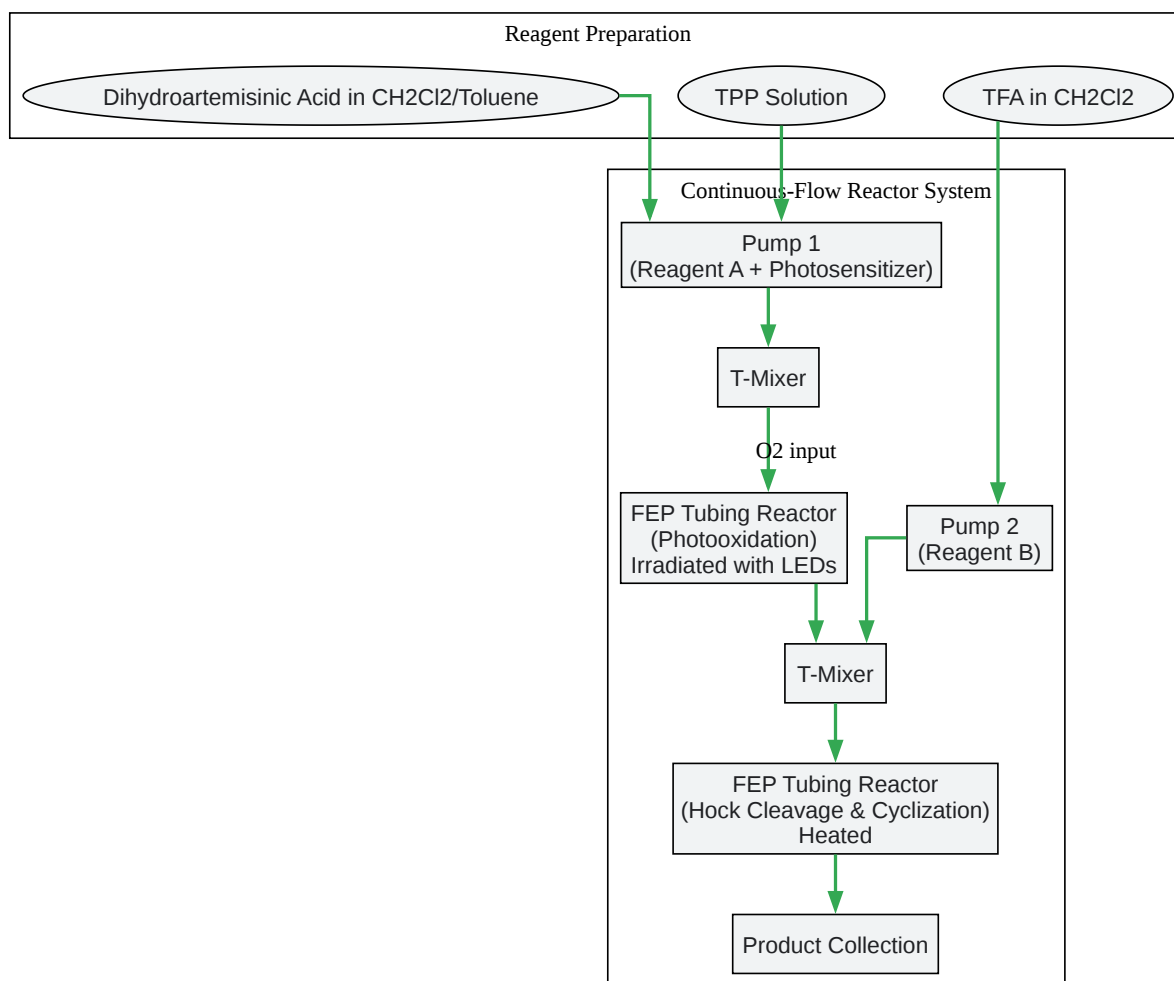 Reagent Preparation
Dihydroartemisinic Acid in CH2Cl2/Toluene
TPP Solution
TFA in CH2Cl2
Continuous-Flow Reactor System
Pump 1
(Reagent A + Photosensitizer)
T-Mixer
O2 input
FEP Tubing Reactor
(Photooxidation)
Irradiated with LEDs
Pump 2
(Reagent B)
T-Mixer
FEP Tubing Reactor
(Hock Cleavage & Cyclization)
Heated
Product Collection